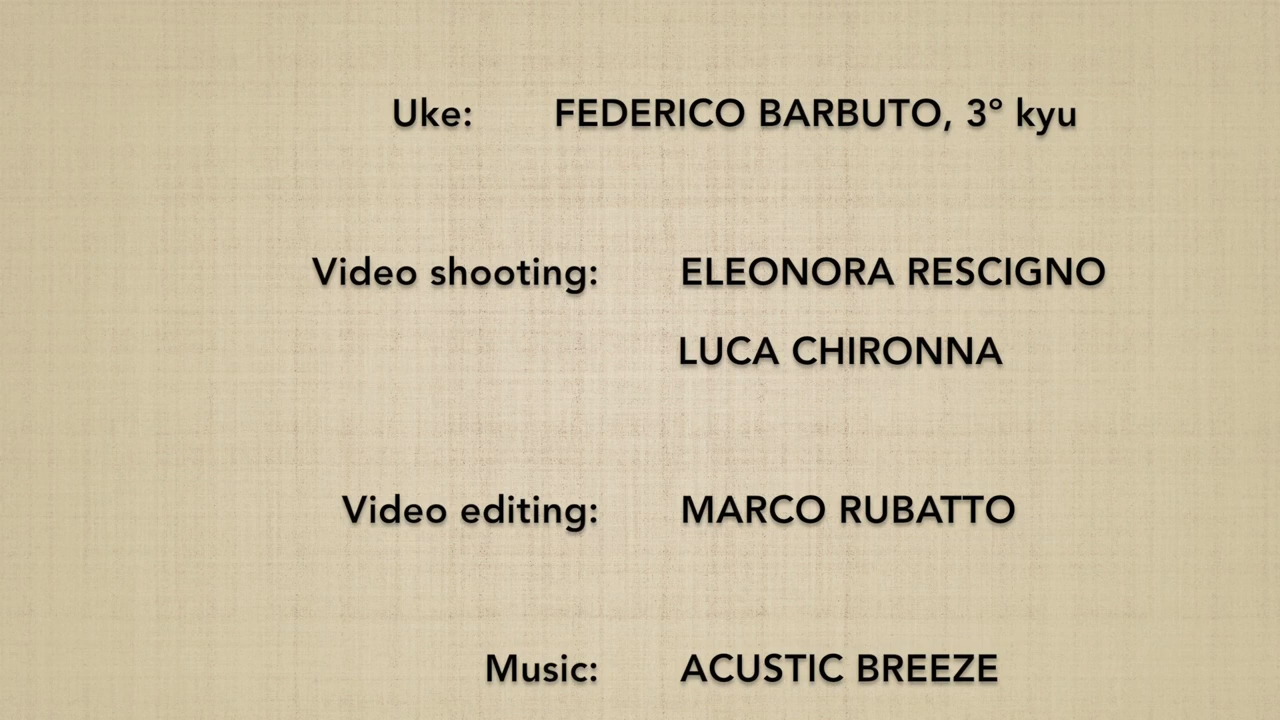 Uke: FEDERICO BARBUTO, 3° kyu
Video shooting: ELEONORA RESCIGNO
LUCA CHIRONNA
Video editing: MARCO RUBATTO
Music: ACUSTIC BREEZE